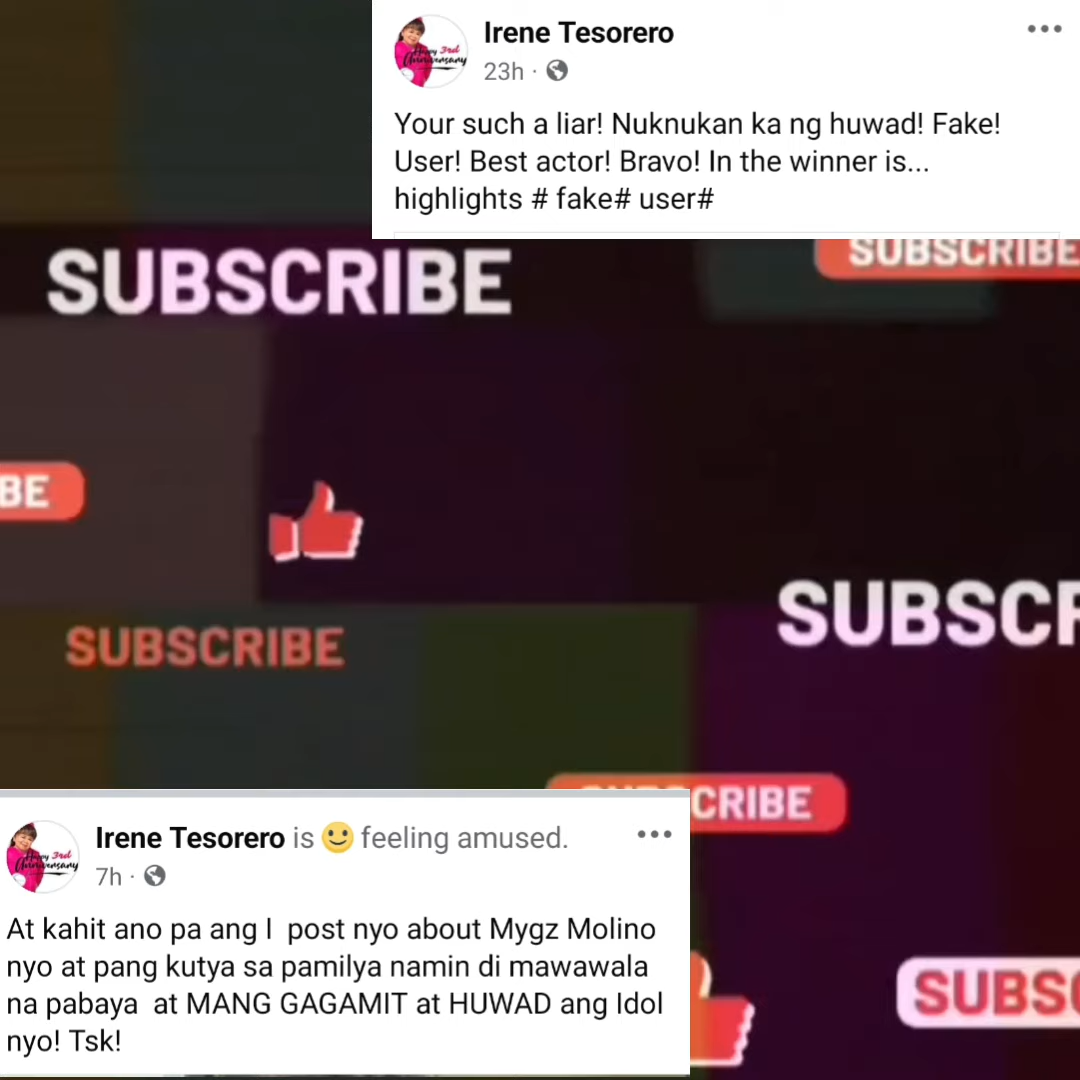 Irene Tesorero
23h
Your such a liar! Nuknukan ka ng huwad! Fake!
User! Best actor! Bravo! In the winner is...
highlights # fake# user#
SUBSCRIBE
SUBSCRIBE
BE
SUBSCR
SUBSCRIBE
CRIBE
Irene Tesorero is feeling amused.
7h
At kahit ano pa ang I post nyo about Mygz Molino
nyo at pang kutya sa pamilya namin di mawawala
na pabaya at MANG GAGAMIT at HUWAD ang Idol
nyo! Tsk!
SUBSC